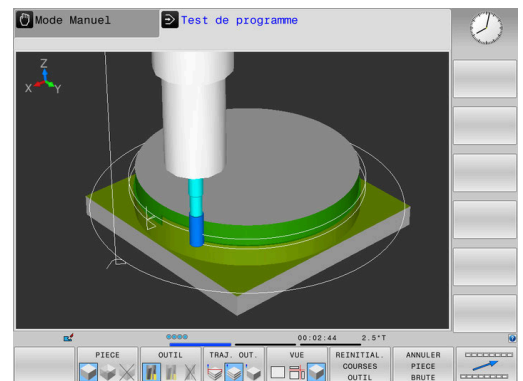 Mode Manuel
Test de programme
Z
X
Y
00:02:44 2.5*T
PIECE
OUTIL
TRAJ. OUT.
VUE
REINITIAL.
COURSES
OUTIL
ANNULER
PIECE
BRUTE